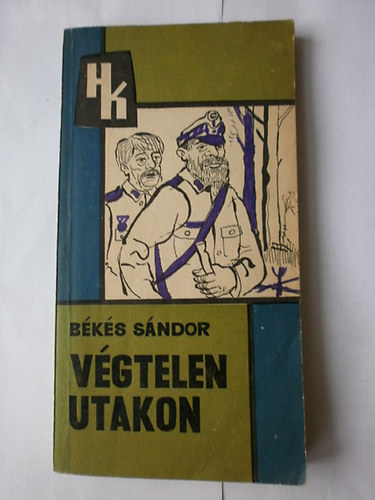 HK
BÉKÉS SÁNDOR
VÉGTELEN
UTAKON